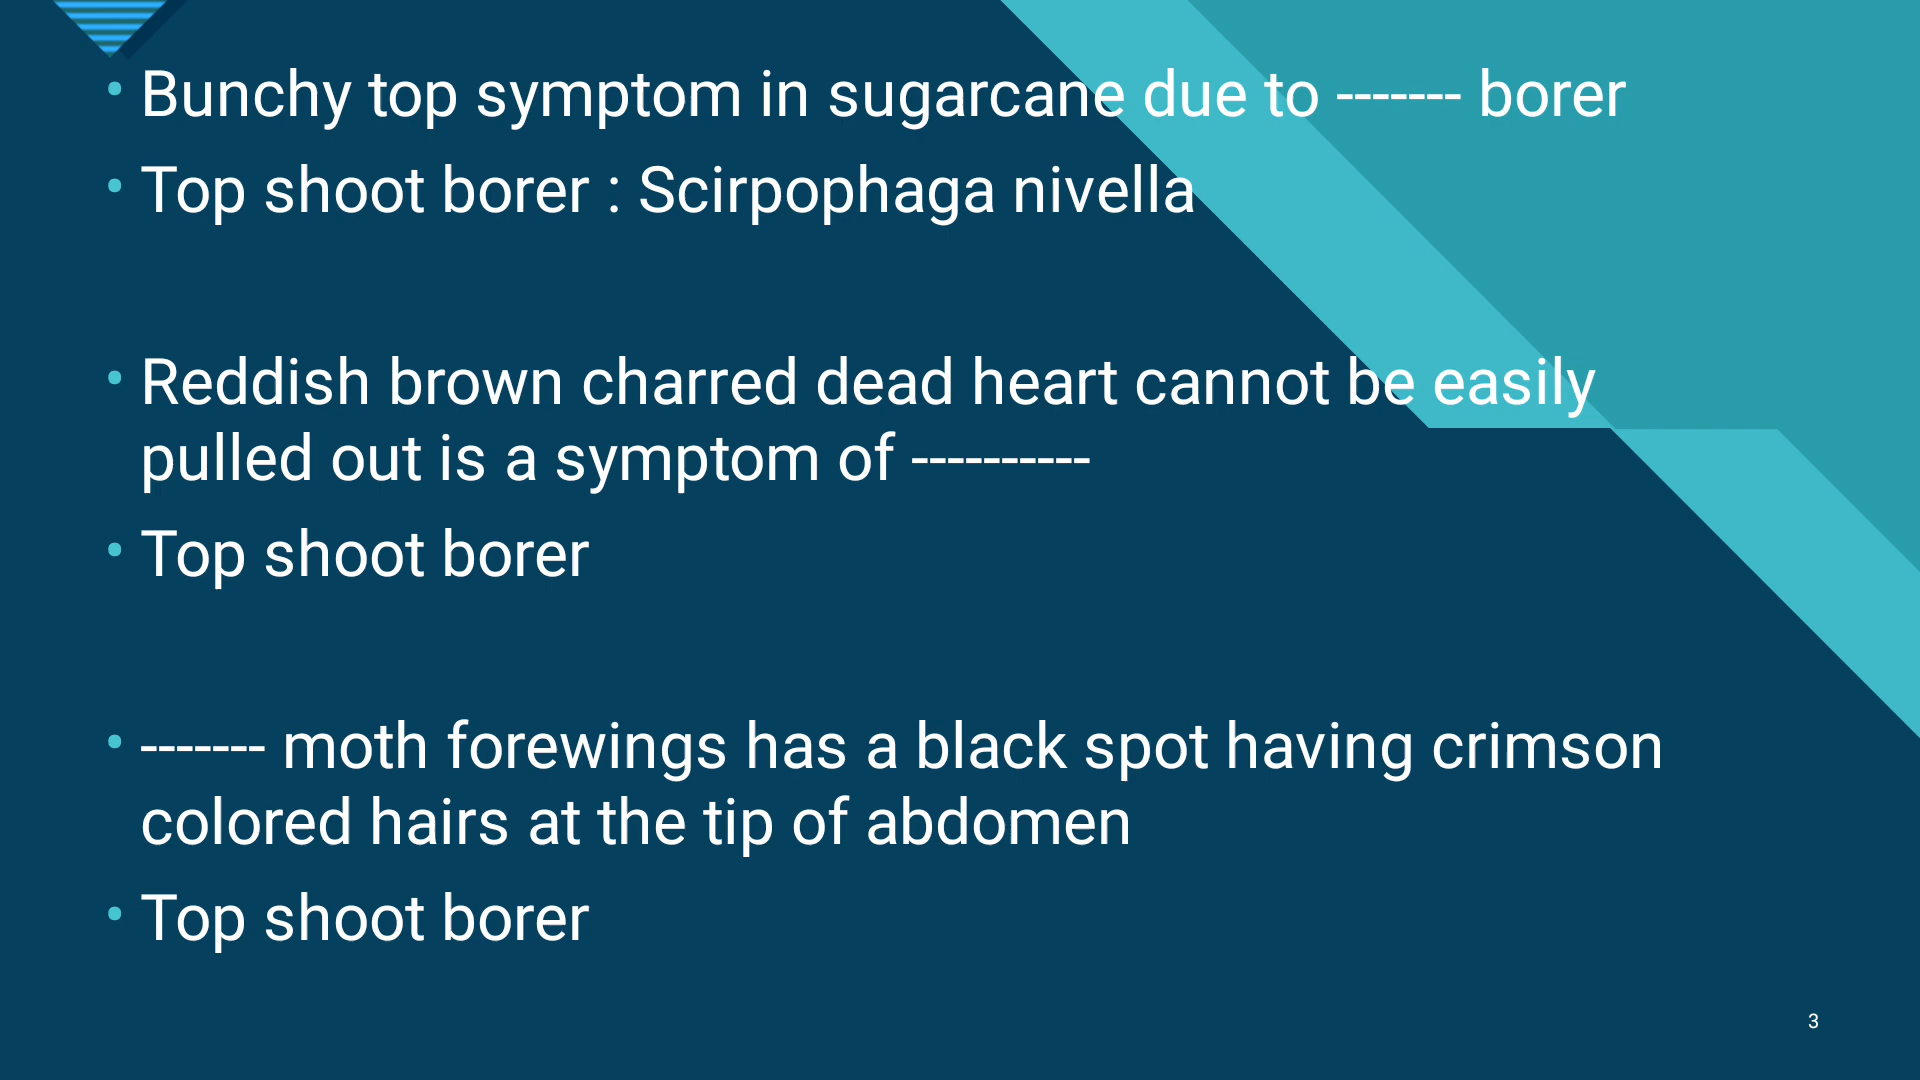 • Bunchy top symptom in sugarcane due to ------- borer
• Top shoot borer : Scirpophaga nivella
• Reddish brown charred dead heart cannot be easily
pulled out is a symptom of ----------
• Top shoot borer
• ------- moth forewings has a black spot having crimson
colored hairs at the tip of abdomen
• Top shoot borer
3